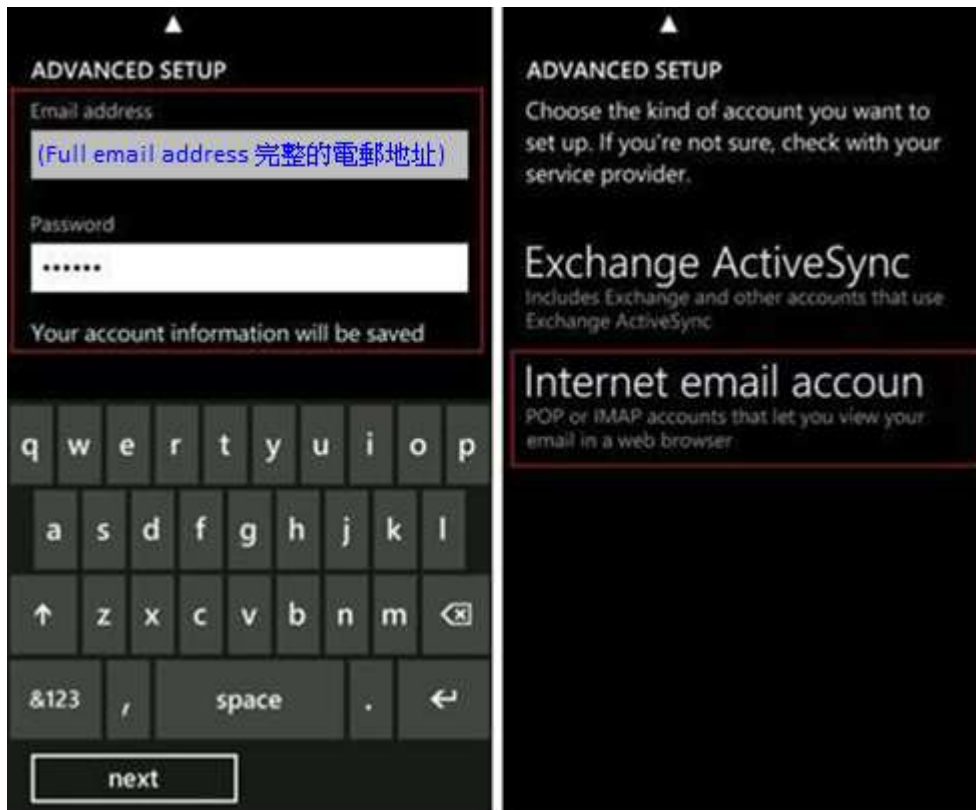 ADVANCED SETUP
Email address
(Full email address 完整的電郵地址)
Password
Your account information will be saved
q w e r t y u i o p
a s d f g h j k l
z x c v b n m
&123 , space .
next
ADVANCED SETUP
Choose the kind of account you want to
set up. If you're not sure, check with your
service provider.
Exchange ActiveSync
Includes Exchange and other accounts that use
Exchange ActiveSync
Internet email accoun
POP or IMAP accounts that let you view your
email in a web browser